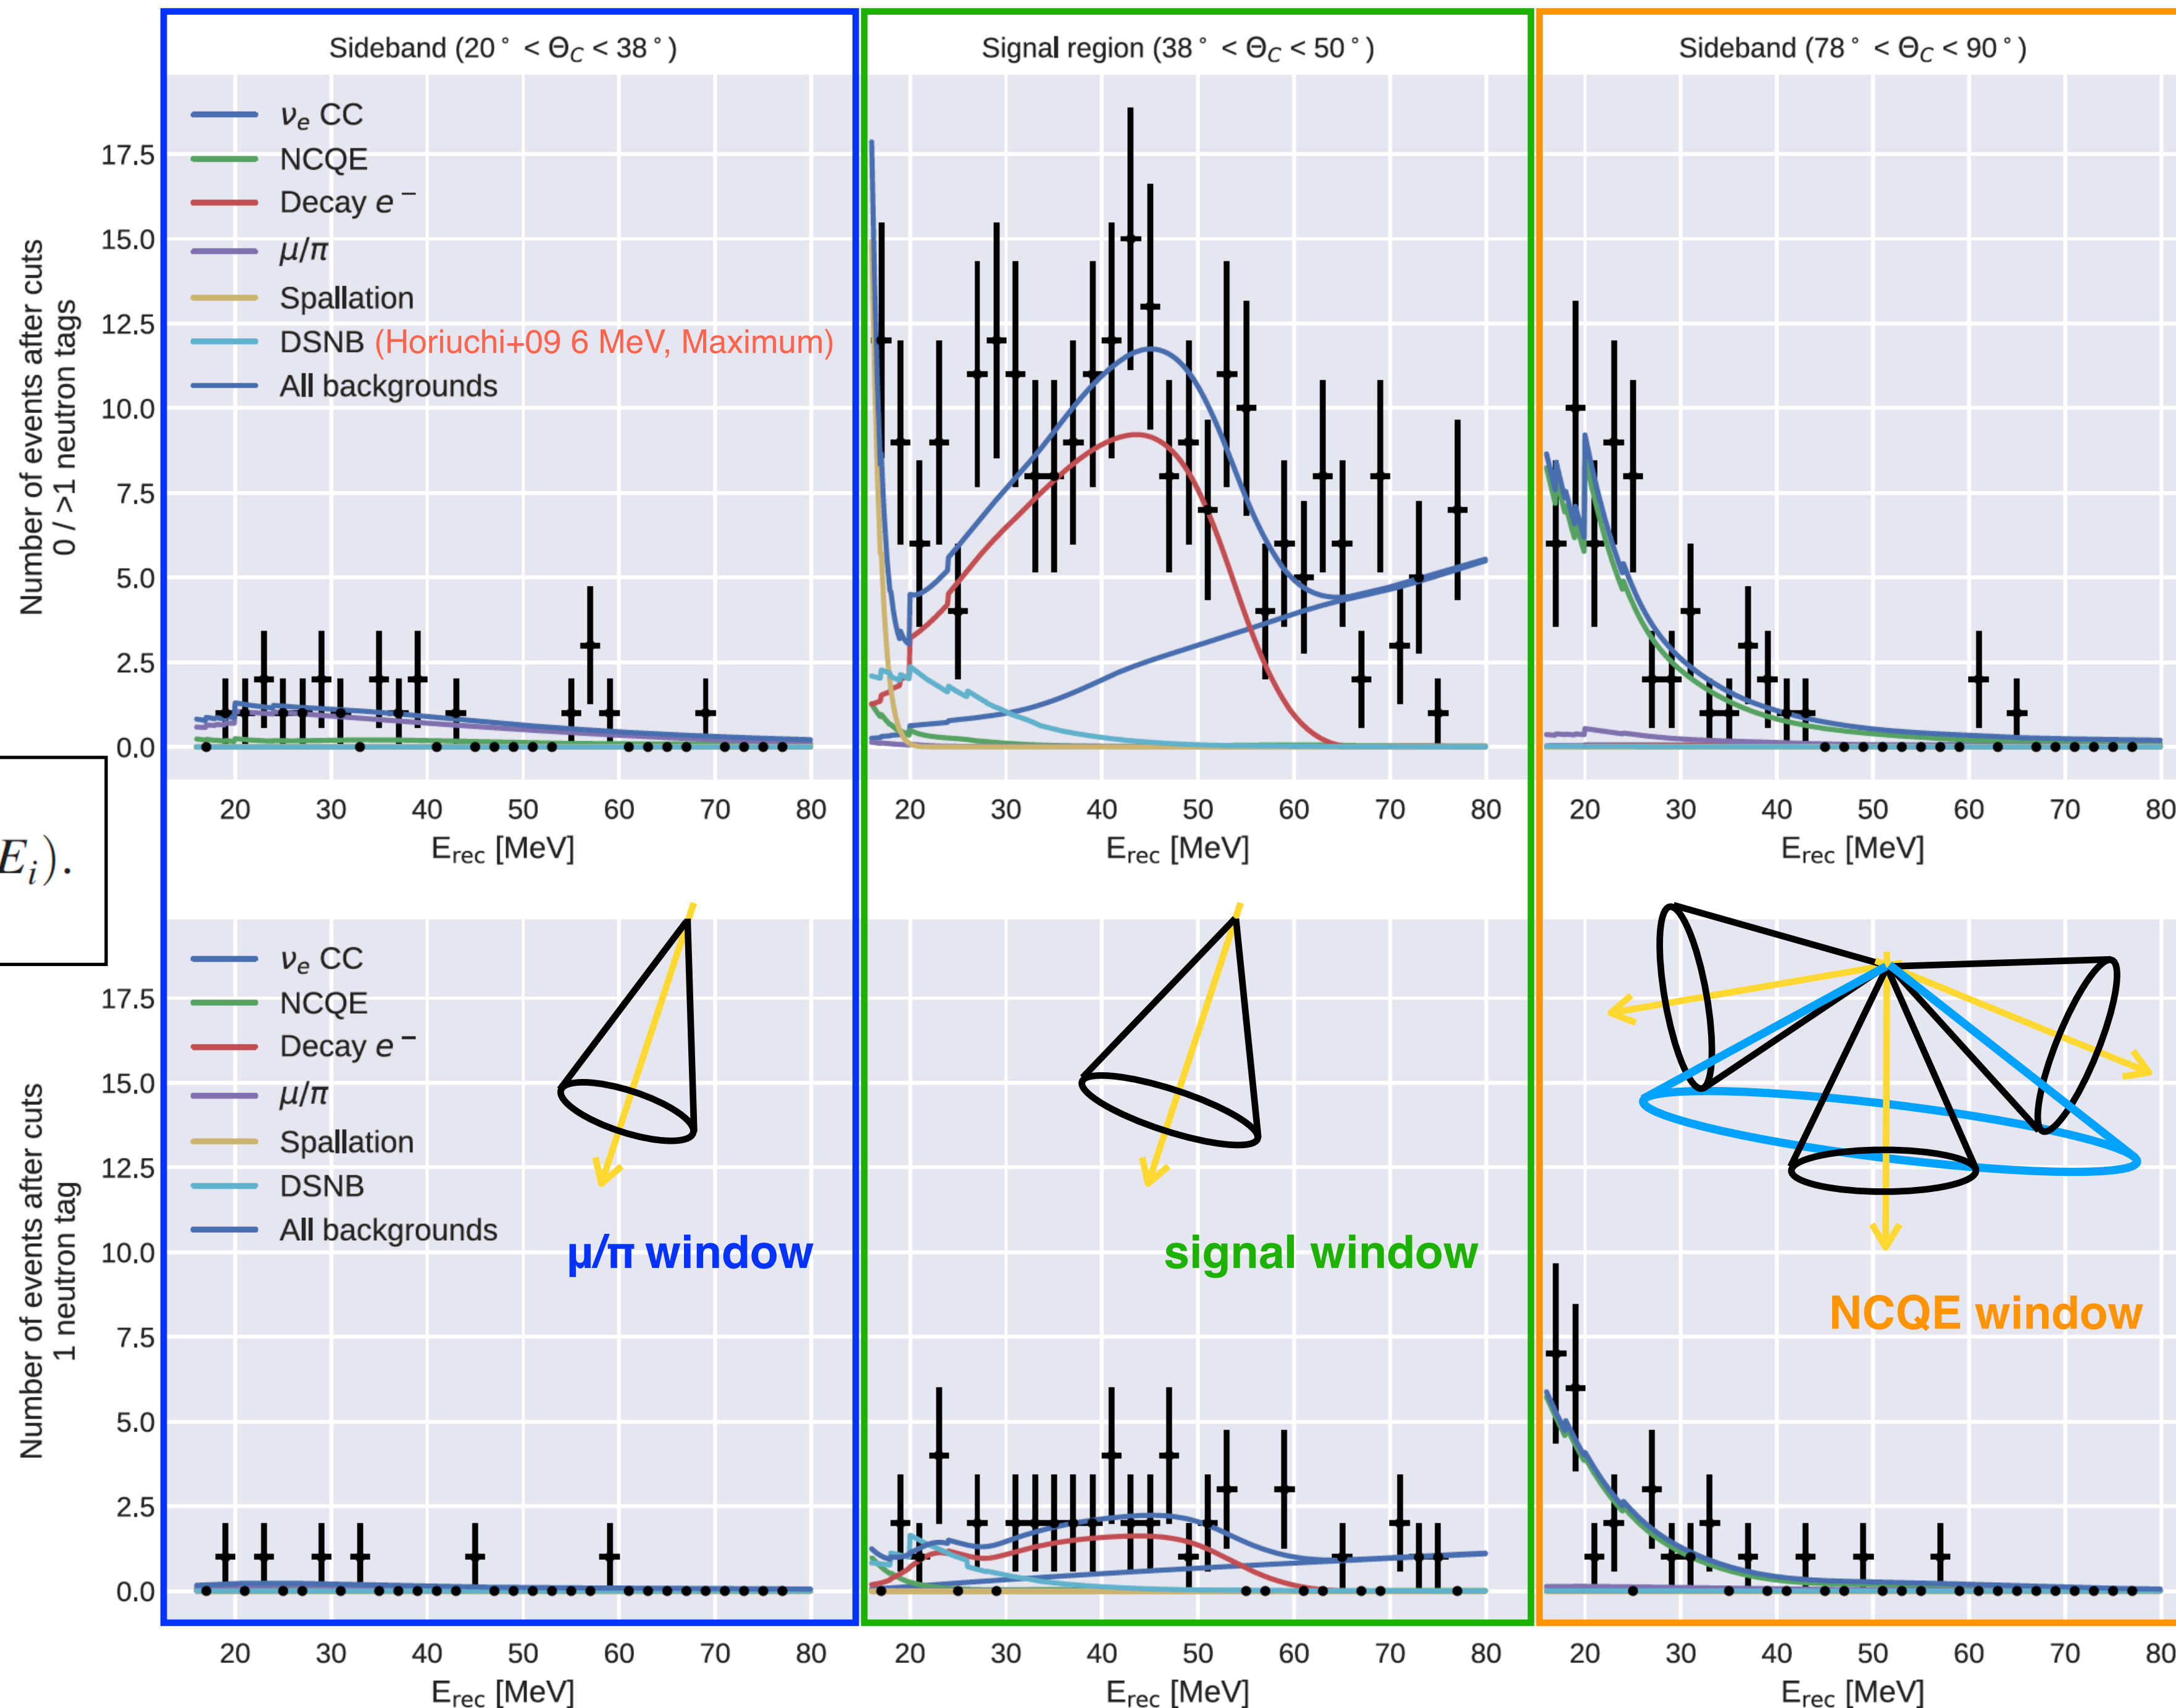 Sideband (20° < Θ_C < 38°)
Signal region (38° < Θ_C < 50°)
Sideband (78° < Θ_C < 90°)
Number of events after cuts
0 / >1 neutron tags
17.5
15.0
12.5
10.0
7.5
5.0
2.5
0.0
ν_e CC
NCQE
Decay e⁻
μ/π
Spallation
DSNB (Horiuchi+09 6 MeV, Maximum)
All backgrounds
20 30 40 50 60 70 80
E_rec [MeV]
20 30 40 50 60 70 80
E_rec [MeV]
20 30 40 50 60 70 80
E_rec [MeV]
E_i).
Number of events after cuts
1 neutron tag
17.5
15.0
12.5
10.0
7.5
5.0
2.5
0.0
ν_e CC
NCQE
Decay e⁻
μ/π
Spallation
DSNB
All backgrounds
μ/π window
signal window
NCQE window
20 30 40 50 60 70 80
E_rec [MeV]
20 30 40 50 60 70 80
E_rec [MeV]
20 30 40 50 60 70 80
E_rec [MeV]